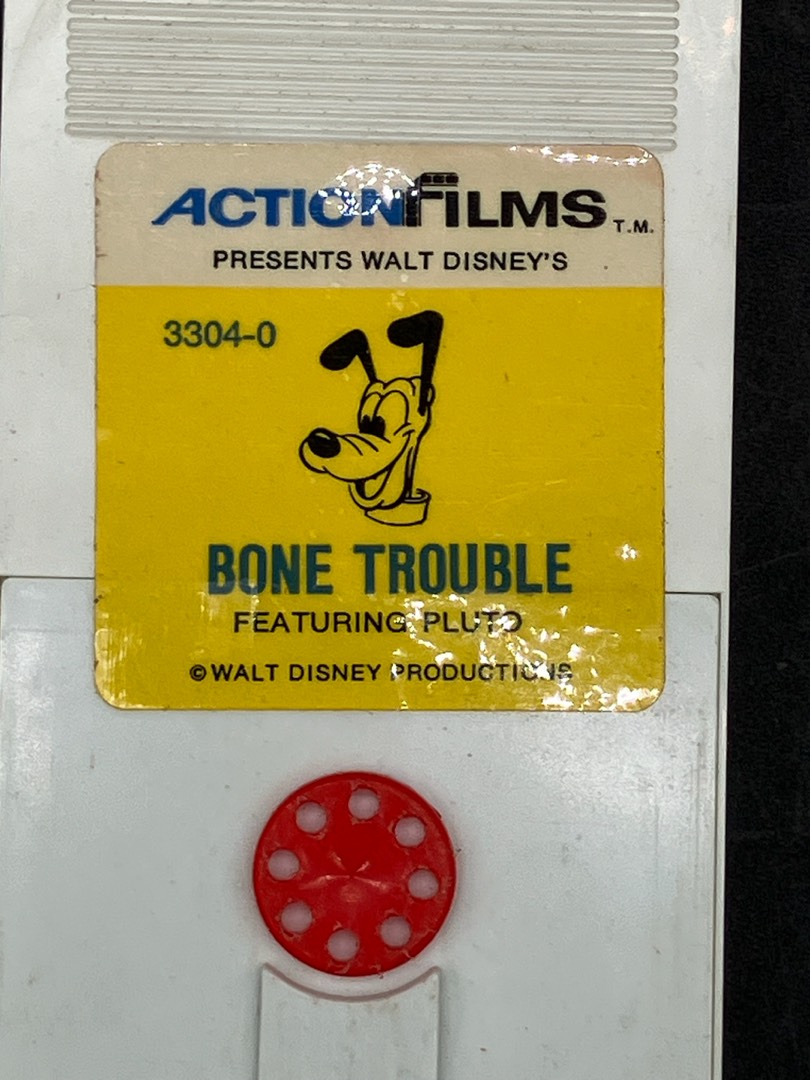 ACTIONFILMS T.M.
PRESENTS WALT DISNEY'S
3304-0
BONE TROUBLE
FEATURING PLUTO
©WALT DISNEY PRODUCTIONS